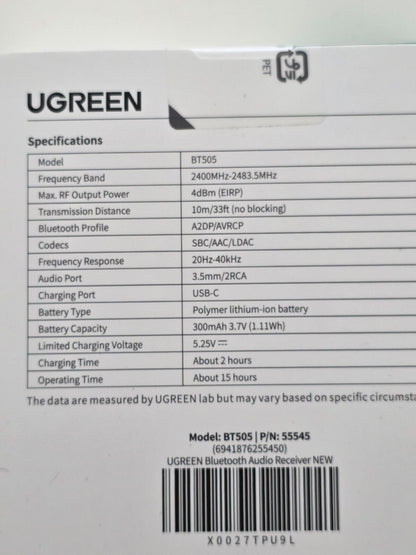 PET
UGREEN
Specifications
Model BT505
Frequency Band 2400MHz-2483.5MHz
Max. RF Output Power 4dBm (EIRP)
Transmission Distance 10m/33ft (no blocking)
Bluetooth Profile A2DP/AVRCP
Codecs SBC/AAC/LDAC
Frequency Response 20Hz-40kHz
Audio Port 3.5mm/2RCA
Charging Port USB-C
Battery Type Polymer lithium-ion battery
Battery Capacity 300mAh 3.7V (1.11Wh)
Limited Charging Voltage 5.25V ⎓
Charging Time About 2 hours
Operating Time About 15 hours
The data are measured by UGREEN lab but may vary based on specific circumsta
Model: BT505 | P/N: 55545
(6941876255450)
UGREEN Bluetooth Audio Receiver NEW
X0027TPU9L